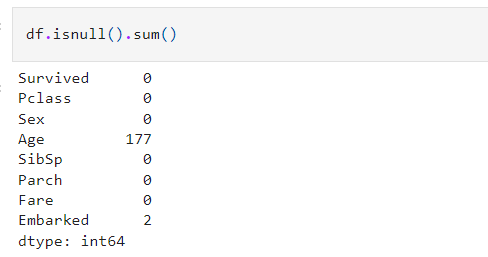 df.isnull().sum()
Survived 0
Pclass 0
Sex 0
Age 177
SibSp 0
Parch 0
Fare 0
Embarked 2
dtype: int64